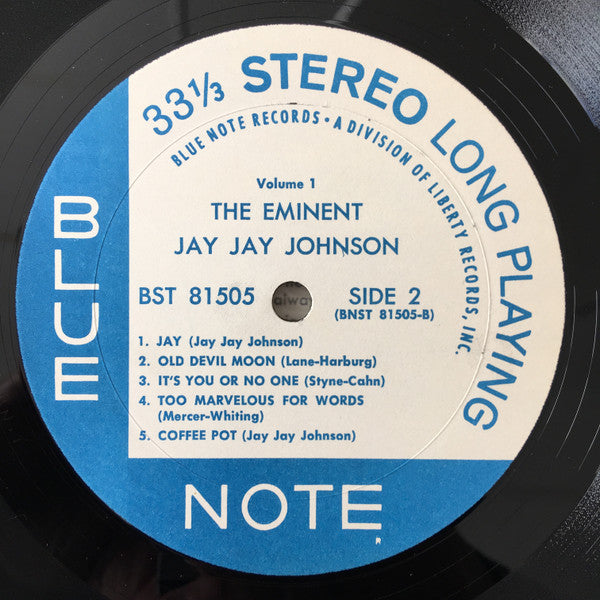 33⅓ STEREO LONG PLAYING
BLUE NOTE RECORDS • A DIVISION OF LIBERTY RECORDS, INC.
Volume 1
THE EMINENT
JAY JAY JOHNSON
BST 81505
SIDE 2
(BNST 81505-B)
1. JAY (Jay Jay Johnson)
2. OLD DEVIL MOON (Lane-Harburg)
3. IT'S YOU OR NO ONE (Styne-Cahn)
4. TOO MARVELOUS FOR WORDS
(Mercer-Whiting)
5. COFFEE POT (Jay Jay Johnson)
BLUE
NOTE